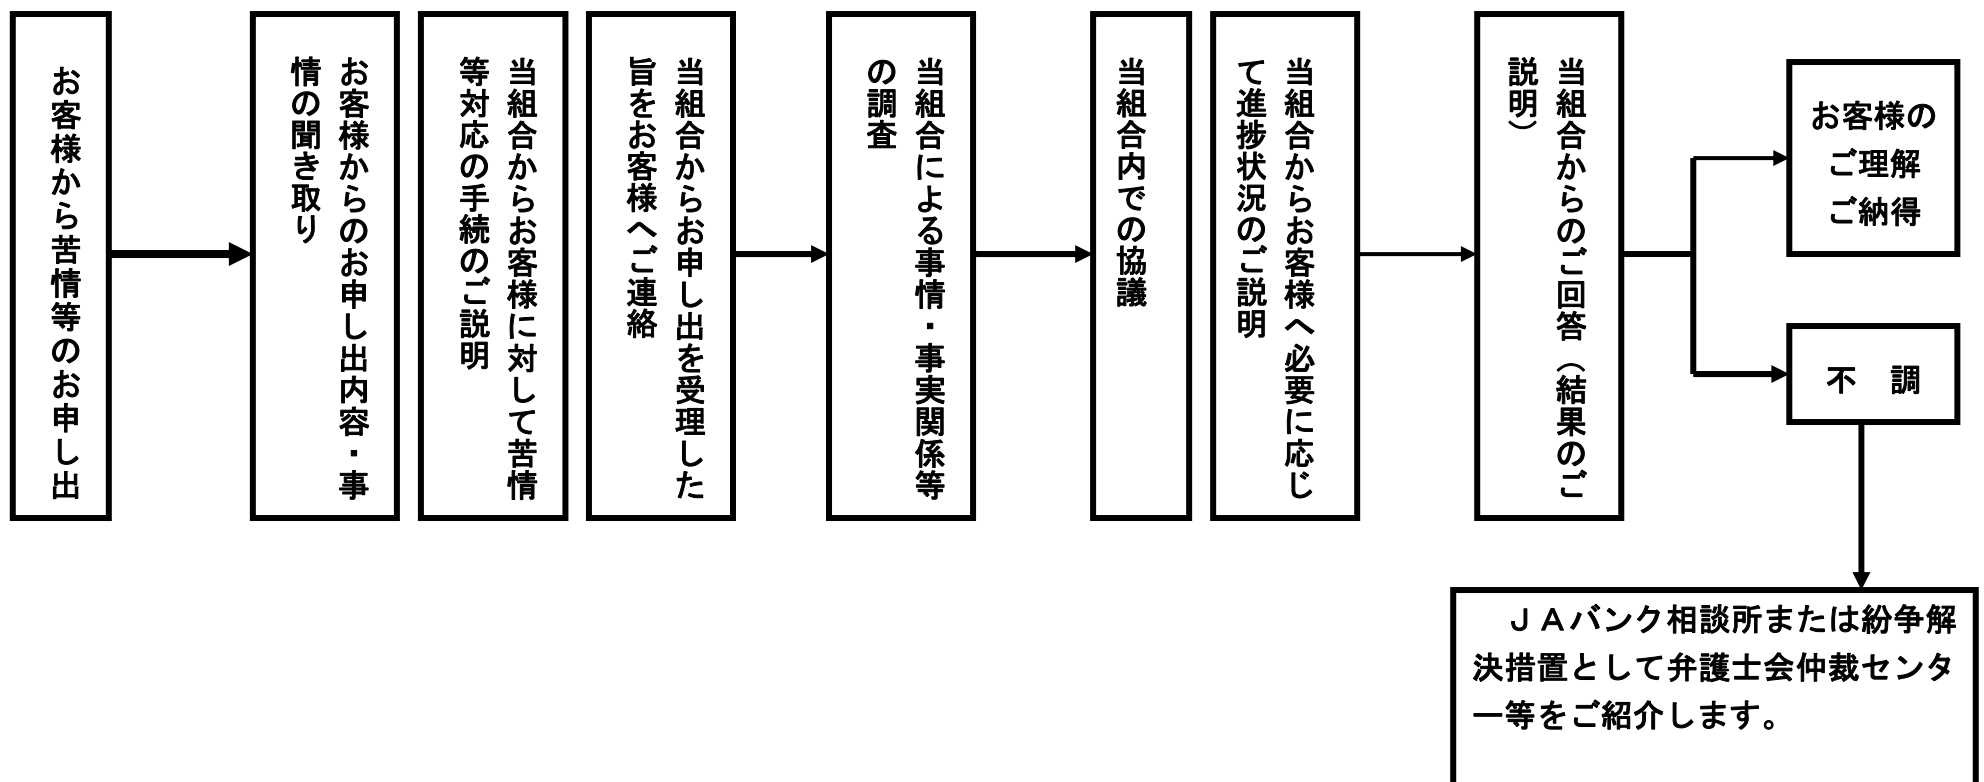 お客様から苦情等のお申し出
お客様からのお申し出内容・事
情の聞き取り
当組合からお客様に対して苦情
等対応の手続のご説明
当組合からお申し出を受理した
旨をお客様へご連絡
当組合による事情・事実関係等
の調査
当組合内での協議
当組合からお客様へ必要に応じ
て進捗状況のご説明
当組合からのご回答（結果のご
説明）
お客様の
ご理解
ご納得
不　調
ＪＡバンク相談所または紛争解
決措置として弁護士会仲裁センタ
ー等をご紹介します。